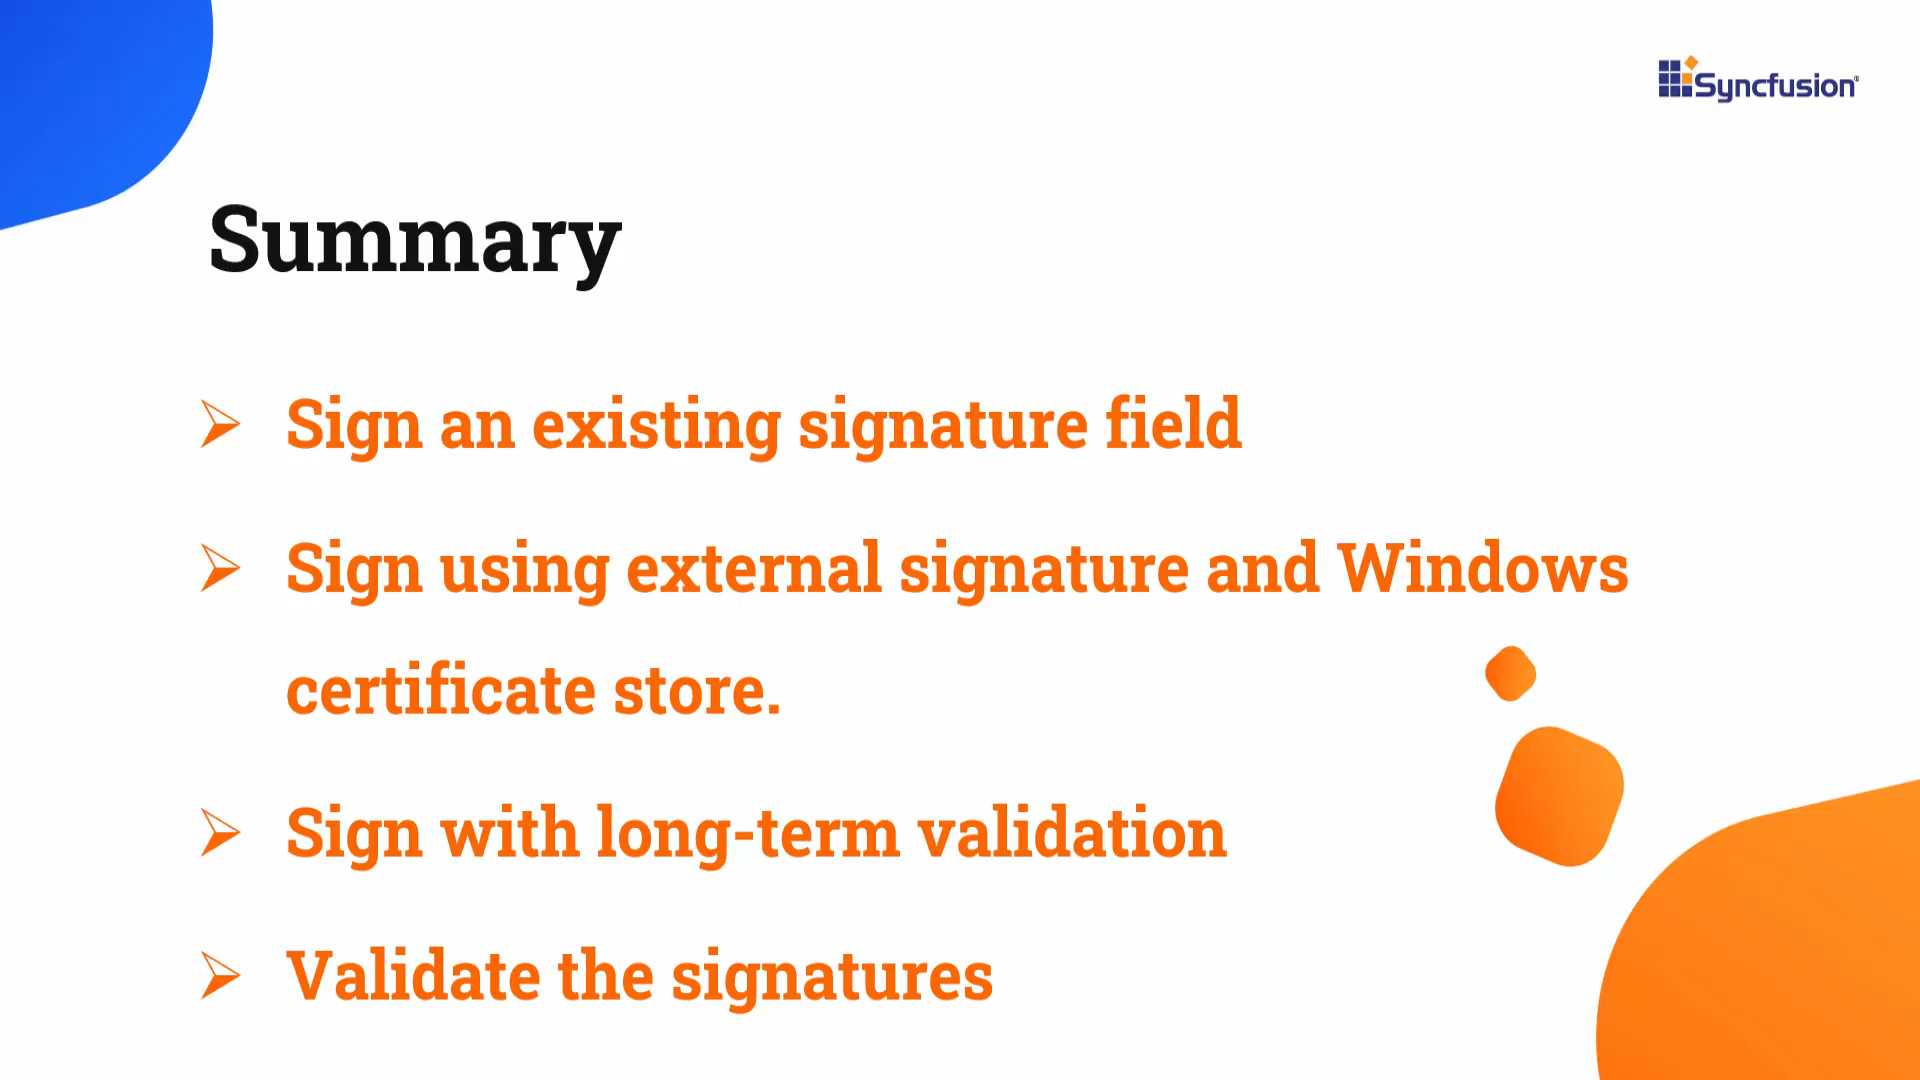 Syncfusion®
Summary
➢ Sign an existing signature field
➢ Sign using external signature and Windows
certificate store.
➢ Sign with long-term validation
➢ Validate the signatures